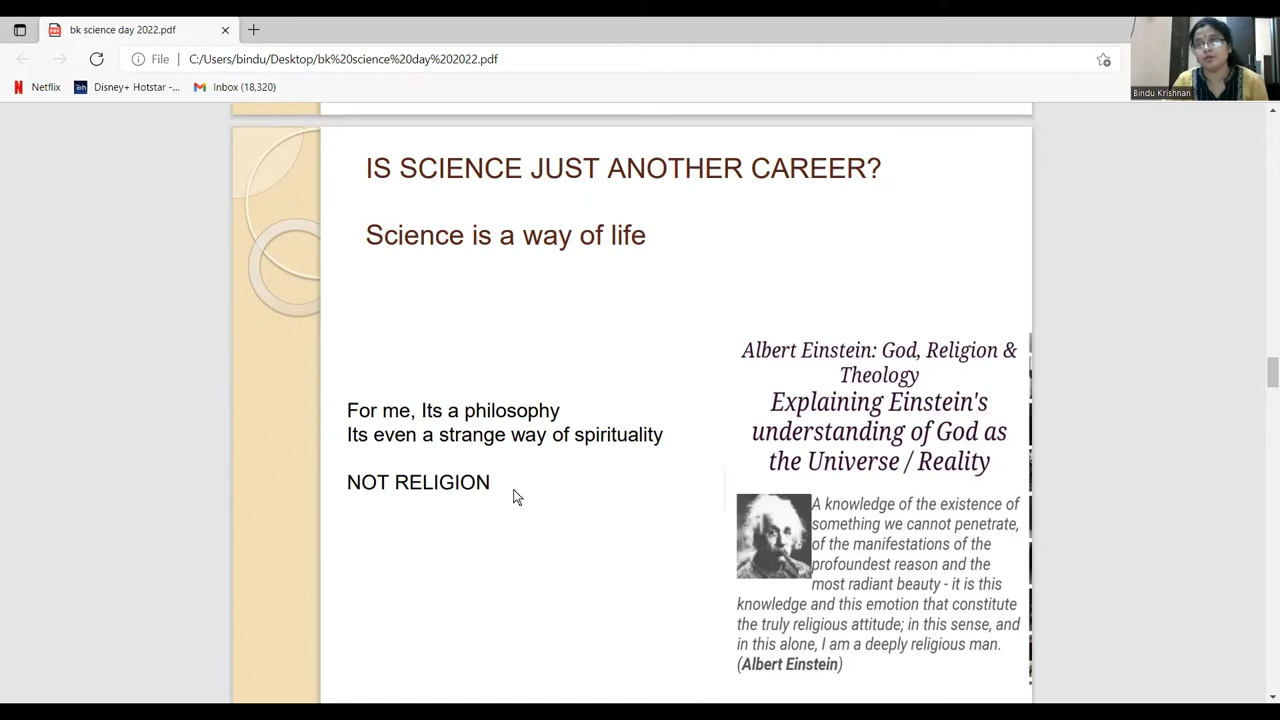 bk science day 2022.pdf
File
C:/Users/bindu/Desktop/bk%20science%20day%202022.pdf
Netflix
Disney+ Hotstar -...
Inbox (18,320)
Bindu Krishnan
IS SCIENCE JUST ANOTHER CAREER?
Science is a way of life
For me, Its a philosophy
Its even a strange way of spirituality
NOT RELIGION
Albert Einstein: God, Religion &
Theology
Explaining Einstein's
understanding of God as
the Universe / Reality
A knowledge of the existence of
something we cannot penetrate,
of the manifestations of the
profoundest reason and the
most radiant beauty - it is this
knowledge and this emotion that constitute
the truly religious attitude; in this sense, and
in this alone, I am a deeply religious man.
(Albert Einstein)